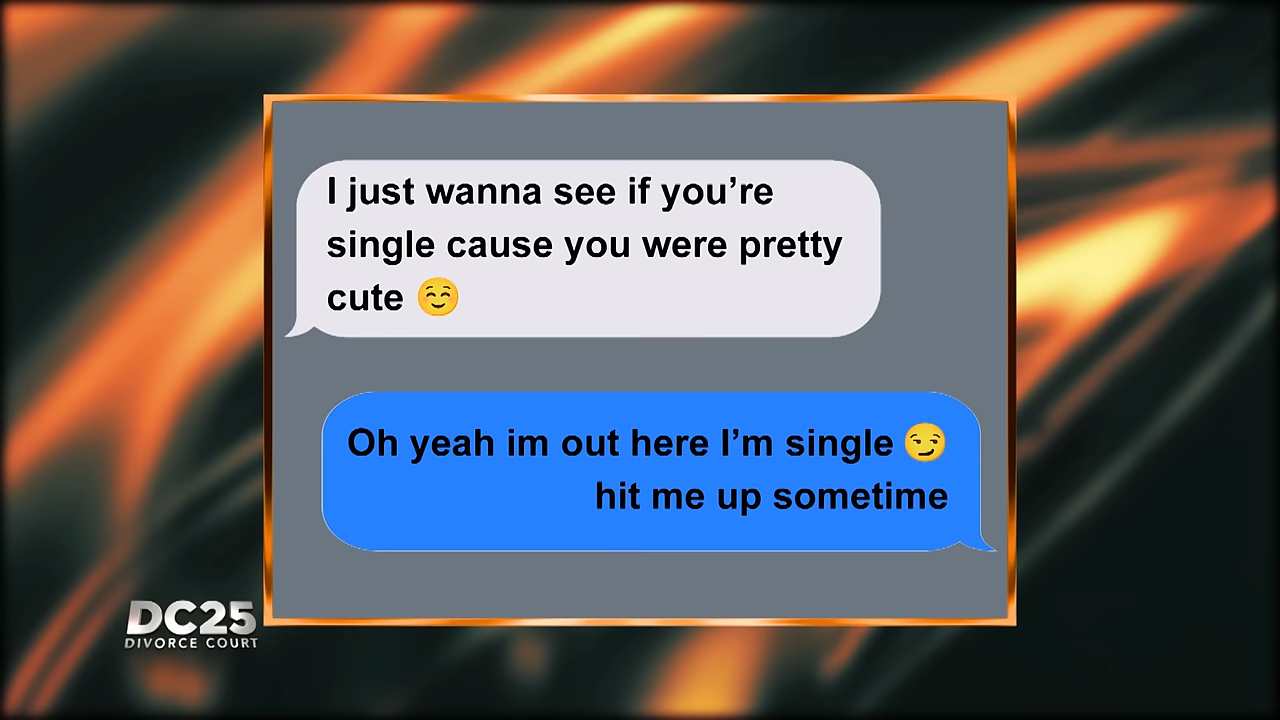 I just wanna see if you’re
single cause you were pretty
cute ☺️
Oh yeah im out here I’m single 😏
hit me up sometime
DC25
DIVORCE COURT